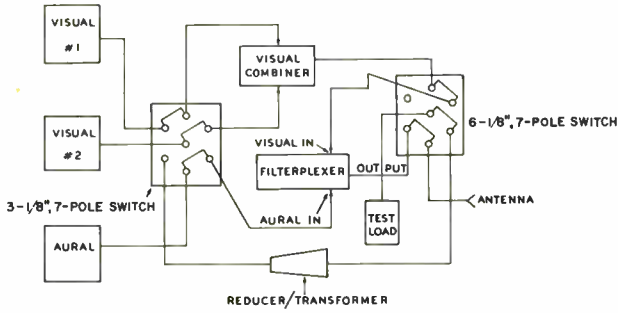 VISUAL
#1
VISUAL
COMBINER
6-1/8", 7-POLE SWITCH
VISUAL
#2
VISUAL IN
FILTERPLEXER
OUT PUT
3-1/8", 7-POLE SWITCH
AURAL IN
TEST
LOAD
ANTENNA
AURAL
REDUCER/TRANSFORMER